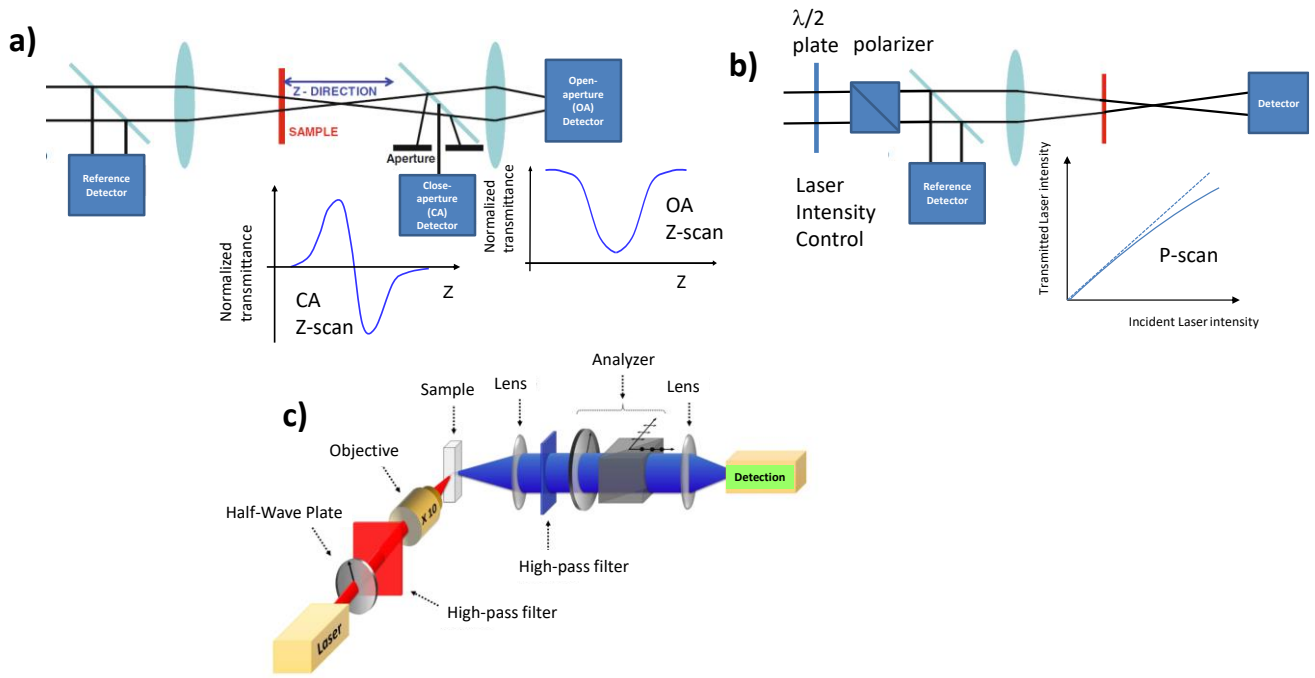 a)
Z - DIRECTION
SAMPLE
Reference
Detector
Aperture
Close-
aperture
(CA)
Detector
Open-
aperture
(OA)
Detector
Normalized
transmittance
CA
Z-scan
Z
Normalized
transmittance
OA
Z-scan
Z
b)
λ/2
plate
polarizer
Laser
Intensity
Control
Reference
Detector
Detector
Transmitted Laser intensity
P-scan
Incident Laser intensity
c)
Laser
Half-Wave Plate
High-pass filter
Objective
X 10
Sample
Lens
High-pass filter
Analyzer
Lens
Detection